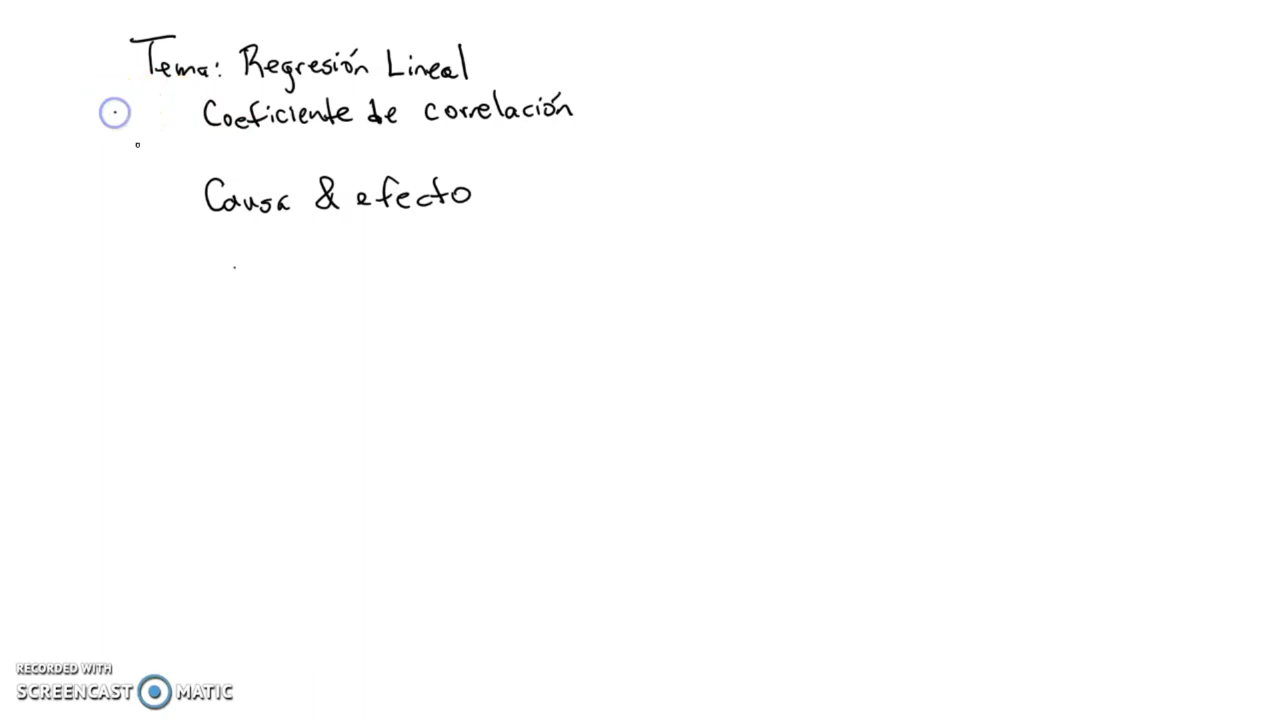 Tema: Regresión Lineal
Coeficiente de correlación
Causa & efecto
RECORDED WITH
SCREENCAST MATIC